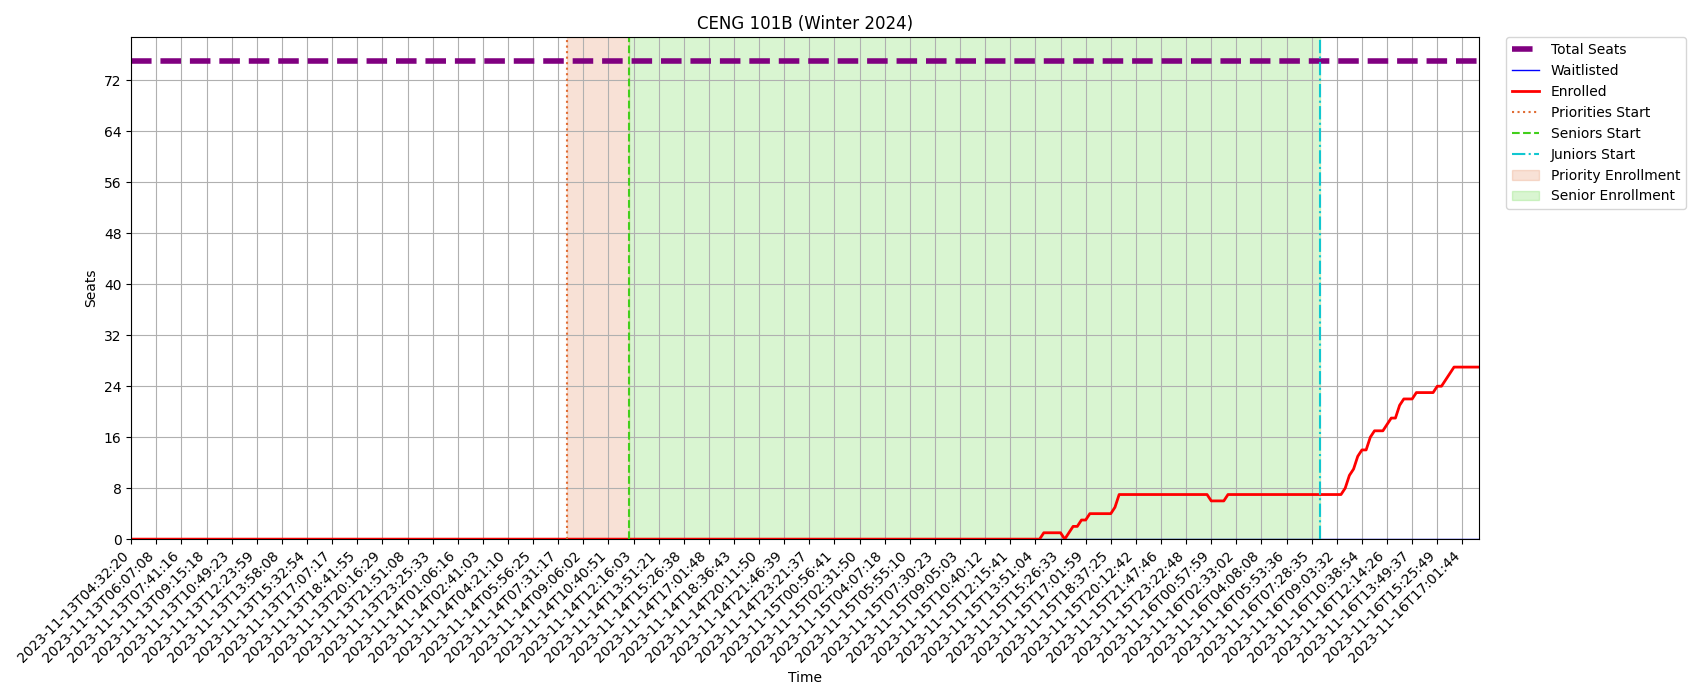 CENG 101B (Winter 2024)
Total Seats
Waitlisted
Enrolled
Priorities Start
Seniors Start
Juniors Start
Priority Enrollment
Senior Enrollment
Seats
72
64
56
48
40
32
24
16
8
0
2023-11-13T04:32:20
2023-11-13T06:07:08
2023-11-13T07:41:16
2023-11-13T09:15:18
2023-11-13T10:49:23
2023-11-13T12:23:59
2023-11-13T13:58:08
2023-11-13T15:32:54
2023-11-13T17:07:17
2023-11-13T18:41:55
2023-11-13T20:16:29
2023-11-13T21:51:08
2023-11-13T23:25:33
2023-11-14T01:06:16
2023-11-14T02:41:03
2023-11-14T04:21:10
2023-11-14T05:56:25
2023-11-14T07:31:17
2023-11-14T09:06:02
2023-11-14T10:40:51
2023-11-14T12:16:03
2023-11-14T13:51:21
2023-11-14T15:26:38
2023-11-14T17:01:48
2023-11-14T18:36:43
2023-11-14T20:11:50
2023-11-14T21:46:39
2023-11-14T23:21:37
2023-11-15T00:56:41
2023-11-15T02:31:50
2023-11-15T04:07:18
2023-11-15T05:55:10
2023-11-15T07:30:23
2023-11-15T09:05:03
2023-11-15T10:40:12
2023-11-15T12:15:41
2023-11-15T13:51:04
2023-11-15T15:26:33
2023-11-15T17:01:59
2023-11-15T18:37:25
2023-11-15T20:12:42
2023-11-15T21:47:46
2023-11-15T23:22:48
2023-11-16T00:57:59
2023-11-16T02:33:02
2023-11-16T04:08:08
2023-11-16T05:53:36
2023-11-16T07:28:35
2023-11-16T09:03:32
2023-11-16T10:38:54
2023-11-16T12:14:26
2023-11-16T13:49:37
2023-11-16T15:25:49
2023-11-16T17:01:44
Time